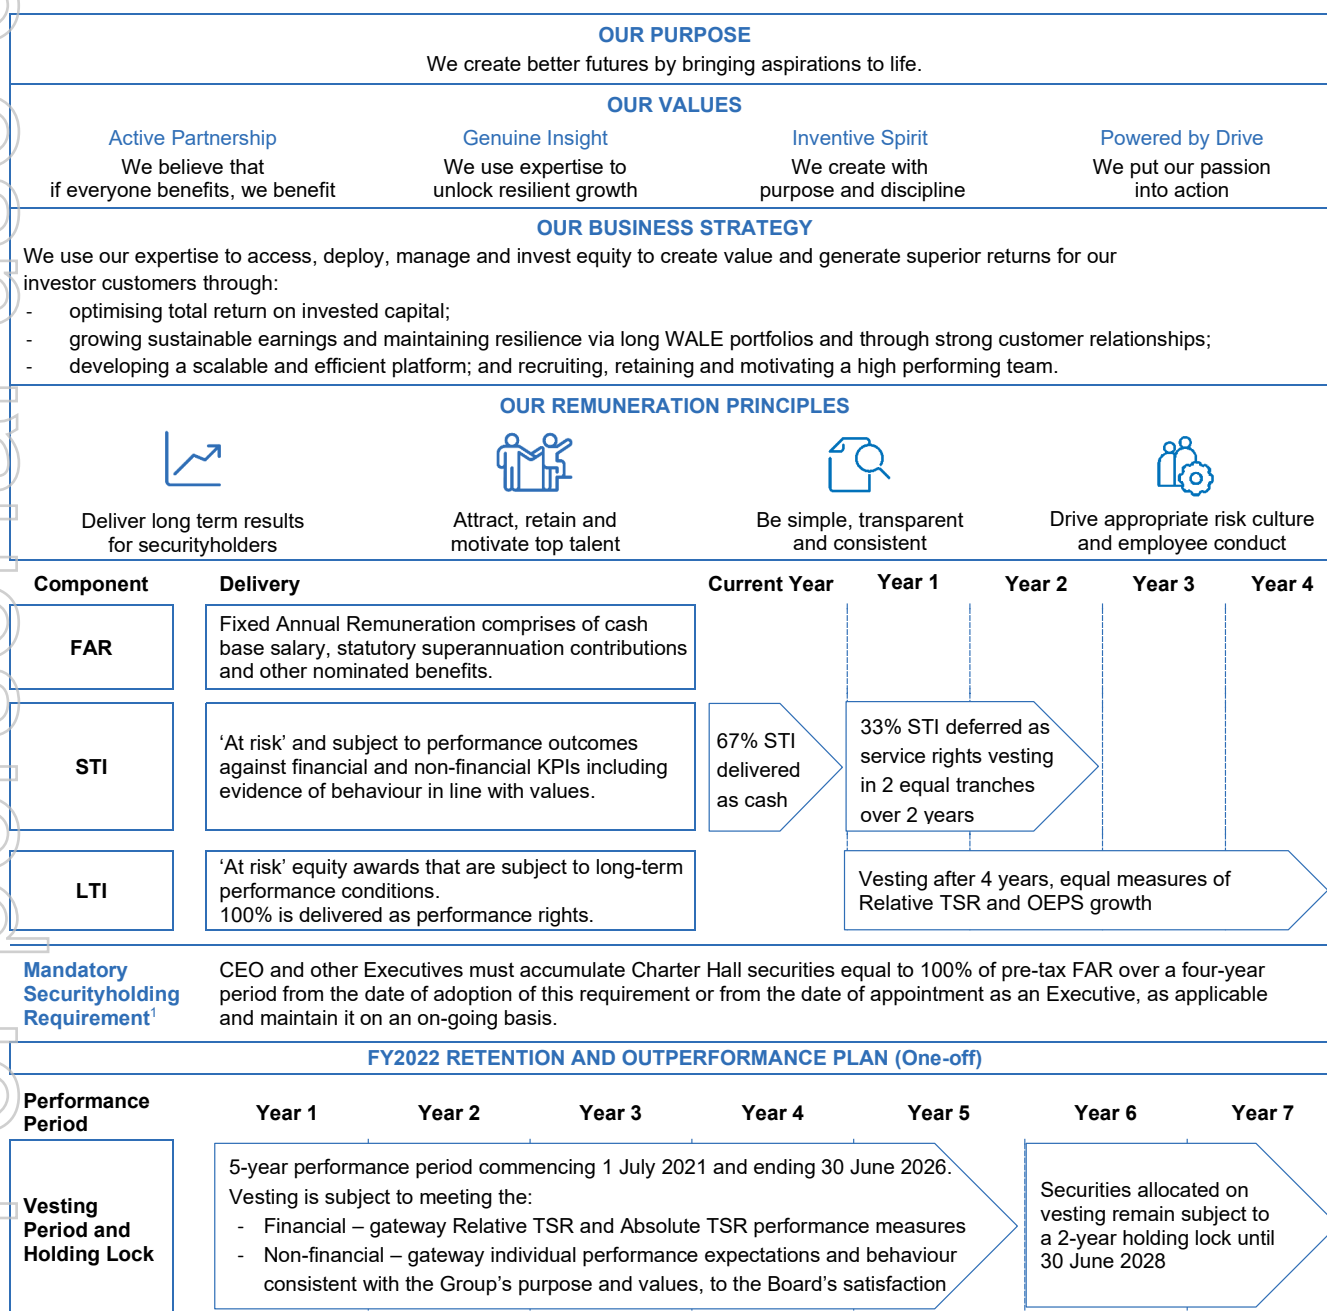 OUR PURPOSE
We create better futures by bringing aspirations to life.
OUR VALUES
Active Partnership
We believe that
if everyone benefits, we benefit
Genuine Insight
We use expertise to
unlock resilient growth
Inventive Spirit
We create with
purpose and discipline
Powered by Drive
We put our passion
into action
OUR BUSINESS STRATEGY
We use our expertise to access, deploy, manage and invest equity to create value and generate superior returns for our
investor customers through:
- optimising total return on invested capital;
- growing sustainable earnings and maintaining resilience via long WALE portfolios and through strong customer relationships;
- developing a scalable and efficient platform; and recruiting, retaining and motivating a high performing team.
OUR REMUNERATION PRINCIPLES
Deliver long term results
for securityholders
Attract, retain and
motivate top talent
Be simple, transparent
and consistent
Drive appropriate risk culture
and employee conduct
Component Delivery Current Year Year 1 Year 2 Year 3 Year 4
FAR
Fixed Annual Remuneration comprises of cash
base salary, statutory superannuation contributions
and other nominated benefits.
STI
‘At risk’ and subject to performance outcomes
against financial and non-financial KPIs including
evidence of behaviour in line with values.
67% STI
delivered
as cash
33% STI deferred as
service rights vesting
in 2 equal tranches
over 2 years
LTI
‘At risk’ equity awards that are subject to long-term
performance conditions.
100% is delivered as performance rights.
Vesting after 4 years, equal measures of
Relative TSR and OEPS growth
Mandatory
Securityholding
Requirement¹
CEO and other Executives must accumulate Charter Hall securities equal to 100% of pre-tax FAR over a four-year
period from the date of adoption of this requirement or from the date of appointment as an Executive, as applicable
and maintain it on an on-going basis.
FY2022 RETENTION AND OUTPERFORMANCE PLAN (One-off)
Performance
Period
Year 1 Year 2 Year 3 Year 4 Year 5 Year 6 Year 7
Vesting
Period and
Holding Lock
5-year performance period commencing 1 July 2021 and ending 30 June 2026.
Vesting is subject to meeting the:
- Financial – gateway Relative TSR and Absolute TSR performance measures
- Non-financial – gateway individual performance expectations and behaviour
consistent with the Group’s purpose and values, to the Board’s satisfaction
Securities allocated on
vesting remain subject to
a 2-year holding lock until
30 June 2028